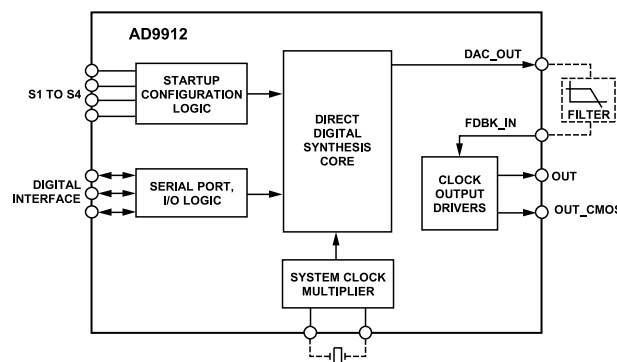 AD9912
S1 TO S4
STARTUP
CONFIGURATION
LOGIC
DIRECT
DIGITAL
SYNTHESIS
CORE
DAC_OUT
FILTER
FDBK_IN
DIGITAL
INTERFACE
SERIAL PORT,
I/O LOGIC
CLOCK
OUTPUT
DRIVERS
OUT
OUT_CMOS
SYSTEM CLOCK
MULTIPLIER